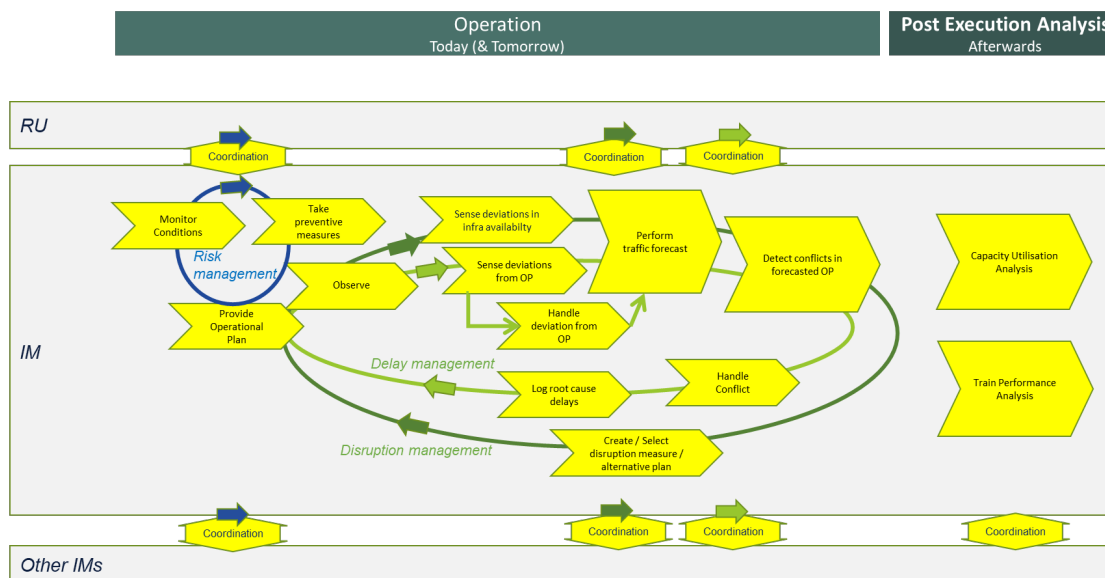 Operation
Today (& Tomorrow)
Post Execution Analysis
Afterwards
RU
Coordination
Coordination
Coordination
IM
Monitor
Conditions
Take
preventive
measures
Risk
management
Provide
Operational
Plan
Observe
Sense deviations in
infra availabilty
Sense deviations
from OP
Handle
deviation from
OP
Perform
traffic forecast
Detect conflicts in
forecasted OP
Delay management
Log root cause
delays
Handle
Conflict
Disruption management
Create / Select
disruption measure /
alternative plan
Capacity Utilisation
Analysis
Train Performance
Analysis
Coordination
Coordination
Coordination
Coordination
Other IMs